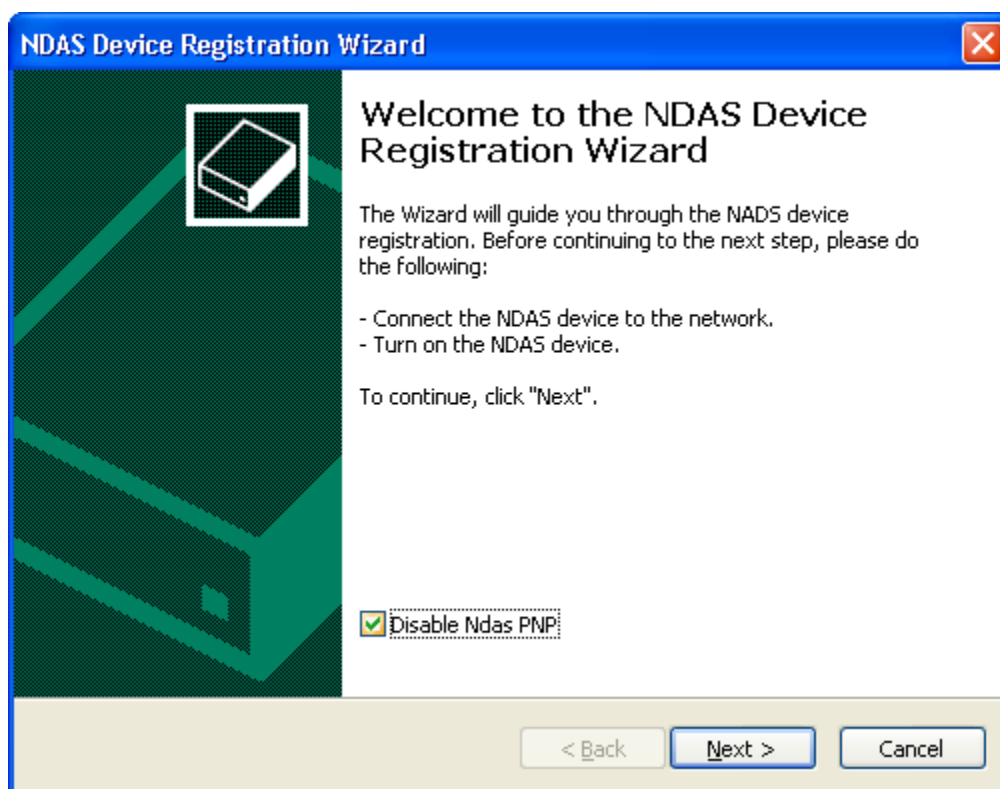 NDAS Device Registration Wizard
Welcome to the NDAS Device
Registration Wizard
The Wizard will guide you through the NADS device
registration. Before continuing to the next step, please do
the following:
- Connect the NDAS device to the network.
- Turn on the NDAS device.
To continue, click "Next".
Disable Ndas PNP
< Back
Next >
Cancel